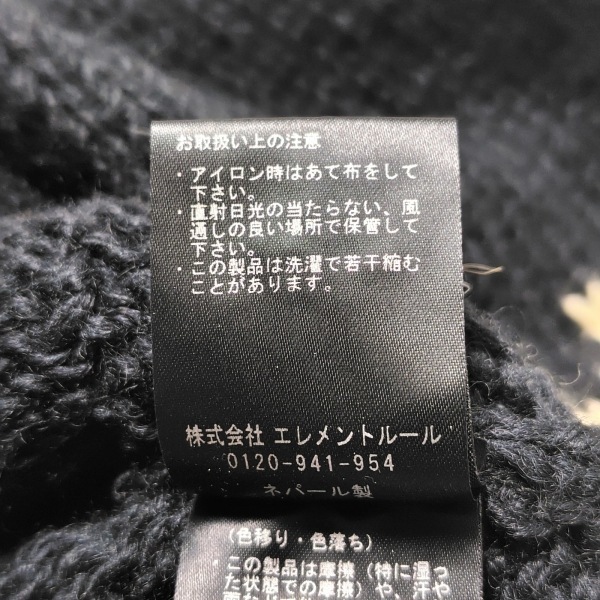 お取扱い上の注意
・アイロン時はあて布をして
下さい。
・直射日光の当たらない、風
通しの良い場所で保管して
下さい。
・この製品は洗濯で若干縮む
ことがあります。
株式会社 エレメントルール
0120-941-954
ネパール製
(色移り・色落ち)
・この製品は摩擦(特に湿っ
た状態での摩擦)や、汗や